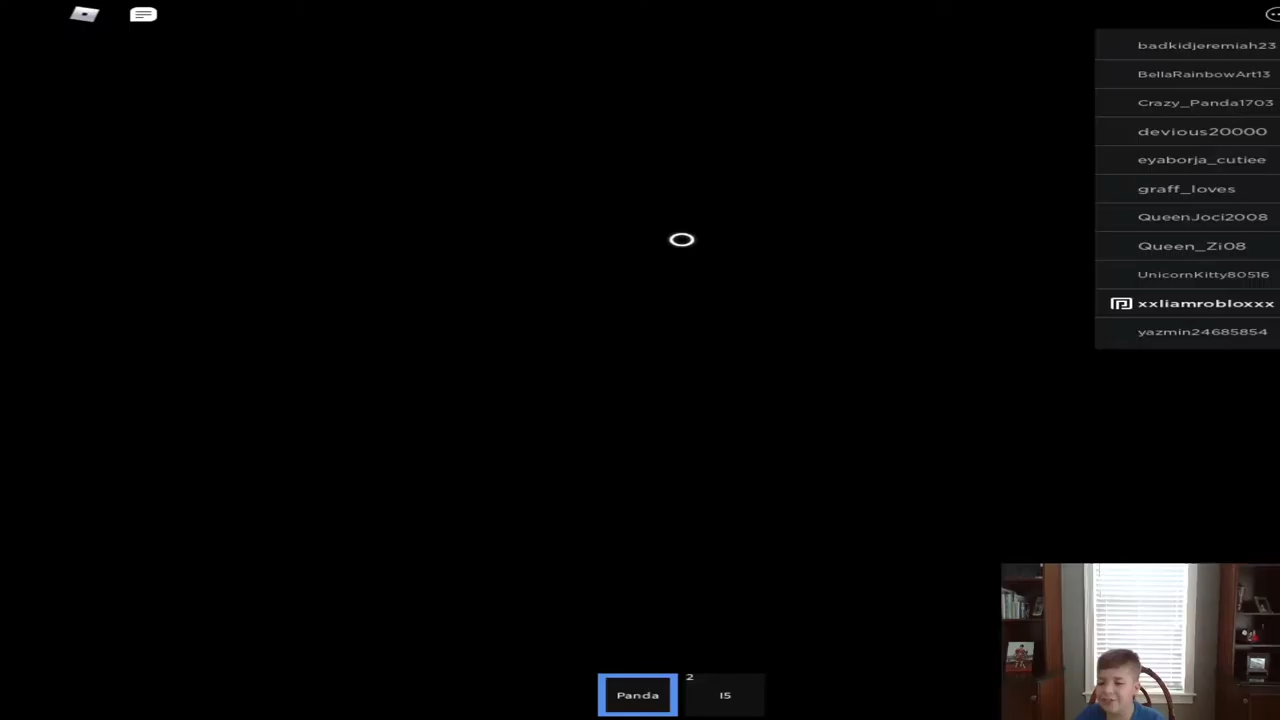 badkidjeremiah23
BellaRainbowArt13
Crazy_Panda1703
devious20000
eyaborja_cutiee
graff_loves
QueenJoci2008
Queen_Zi08
UnicornKitty80516
xxliamrobloxxx
yazmin24685854
2
Panda
I5